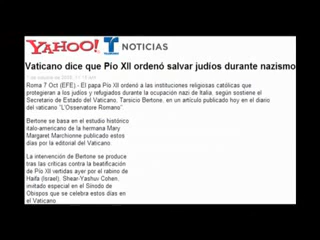 YAHOO! T NOTICIAS
Vaticano dice que Pío XII ordenó salvar judíos durante nazismo
Roma 7 Oct (EFE) - El papa Pío XII ordenó a las instituciones religiosas católicas que
protegieran a los judíos y refugiados durante la ocupación nazi de Italia, según sostiene el
Secretario de Estado del Vaticano, Tarsicio Bertone, en un artículo publicado hoy en el diario
del vaticano "L'Osservatore Romano"
Bertone se basa en el estudio histórico
italo-americano de la hermana Mary
Margaret Marchionne publicado estos
días por la editorial del Vaticano.
La intervención de Bertone se produce
tras las críticas contra la beatificación
de Pío XII vertidas ayer por el rabino de
Haifa (Israel), Shear-Yashuv Cohen,
invitado especial en el Sínodo de
Obispos que se celebra estos días en
el Vaticano